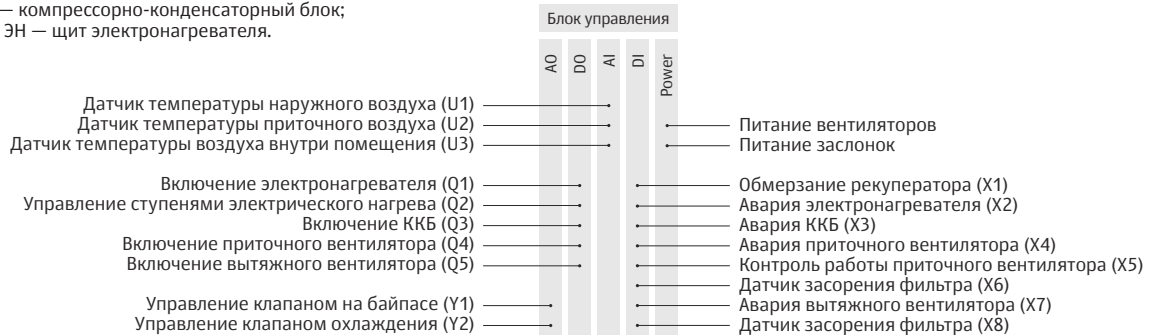 — компрессорно-конденсаторный блок;
ЭН — щит электронагревателя.
Блок управления
AO
DO
AI
DI
Power
Датчик температуры наружного воздуха (U1)
Датчик температуры приточного воздуха (U2)
Датчик температуры воздуха внутри помещения (U3)
Питание вентиляторов
Питание заслонок
Включение электронагревателя (Q1)
Управление ступенями электрического нагрева (Q2)
Включение ККБ (Q3)
Включение приточного вентилятора (Q4)
Включение вытяжного вентилятора (Q5)
Управление клапаном на байпасе (Y1)
Управление клапаном охлаждения (Y2)
Обмерзание рекуператора (X1)
Авария электронагревателя (X2)
Авария ККБ (X3)
Авария приточного вентилятора (X4)
Контроль работы приточного вентилятора (X5)
Датчик засорения фильтра (X6)
Авария вытяжного вентилятора (X7)
Датчик засорения фильтра (X8)